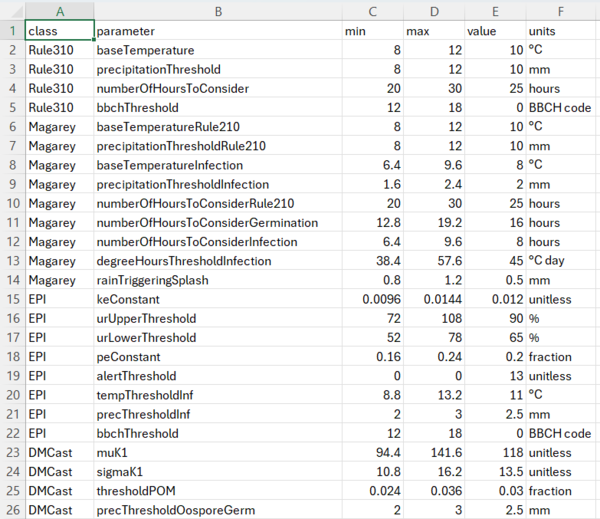 A B C D E F
1 class parameter min max value units
2 Rule310 baseTemperature 8 12 10 °C
3 Rule310 precipitationThreshold 8 12 10 mm
4 Rule310 numberOfHoursToConsider 20 30 25 hours
5 Rule310 bbchThreshold 12 18 0 BBCH code
6 Magarey baseTemperatureRule210 8 12 10 °C
7 Magarey precipitationThresholdRule210 8 12 10 mm
8 Magarey baseTemperatureInfection 6.4 9.6 8 °C
9 Magarey precipitationThresholdInfection 1.6 2.4 2 mm
10 Magarey numberOfHoursToConsiderRule210 20 30 25 hours
11 Magarey numberOfHoursToConsiderGermination 12.8 19.2 16 hours
12 Magarey numberOfHoursToConsiderInfection 6.4 9.6 8 hours
13 Magarey degreeHoursThresholdInfection 38.4 57.6 45 °C day
14 Magarey rainTriggeringSplash 0.8 1.2 0.5 mm
15 EPI keConstant 0.0096 0.0144 0.012 unitless
16 EPI urUpperThreshold 72 108 90 %
17 EPI urLowerThreshold 52 78 65 %
18 EPI peConstant 0.16 0.24 0.2 fraction
19 EPI alertThreshold 0 0 13 unitless
20 EPI tempThresholdInf 8.8 13.2 11 °C
21 EPI precThresholdInf 2 3 2.5 mm
22 EPI bbchThreshold 12 18 0 BBCH code
23 DMCast muK1 94.4 141.6 118 unitless
24 DMCast sigmaK1 10.8 16.2 13.5 unitless
25 DMCast thresholdPOM 0.024 0.036 0.03 fraction
26 DMCast precThresholdOosporeGerm 2 3 2.5 mm